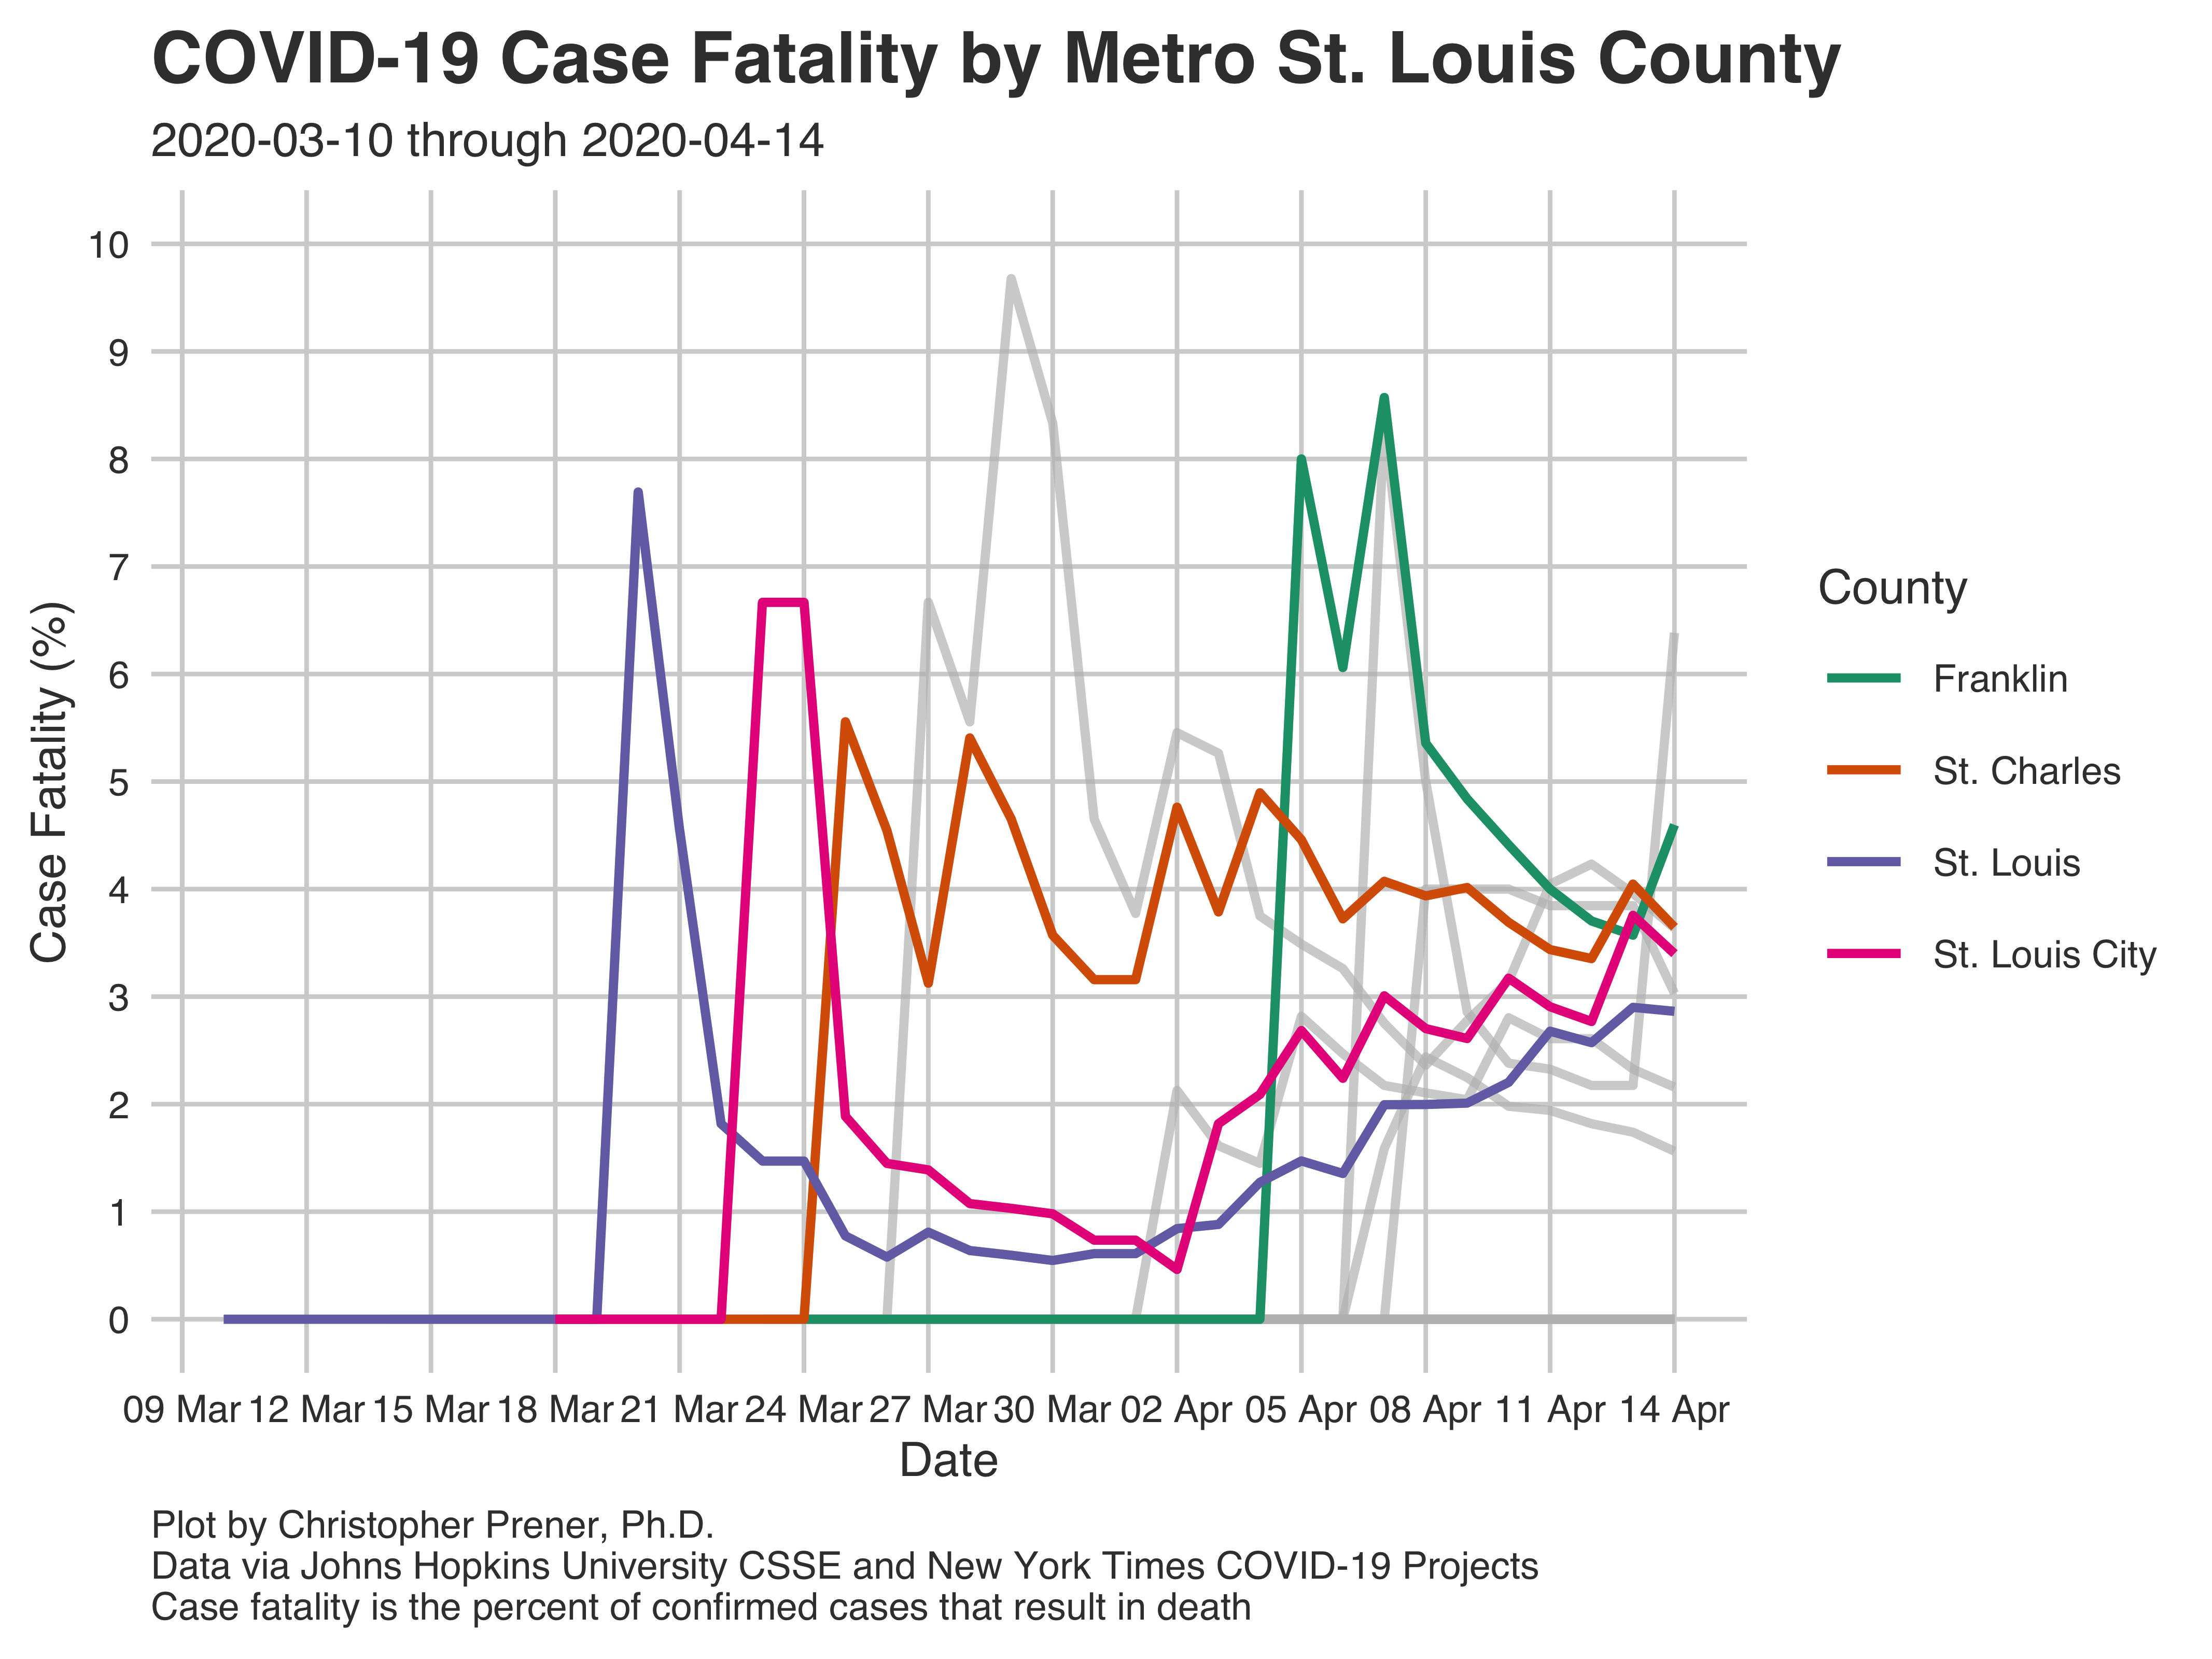 COVID-19 Case Fatality by Metro St. Louis County
2020-03-10 through 2020-04-14
10
9
8
7
6
5
4
3
2
1
0
Case Fatality (%)
09 Mar 12 Mar 15 Mar 18 Mar 21 Mar 24 Mar 27 Mar 30 Mar 02 Apr 05 Apr 08 Apr 11 Apr 14 Apr
Date
County
Franklin
St. Charles
St. Louis
St. Louis City
Plot by Christopher Prener, Ph.D.
Data via Johns Hopkins University CSSE and New York Times COVID-19 Projects
Case fatality is the percent of confirmed cases that result in death